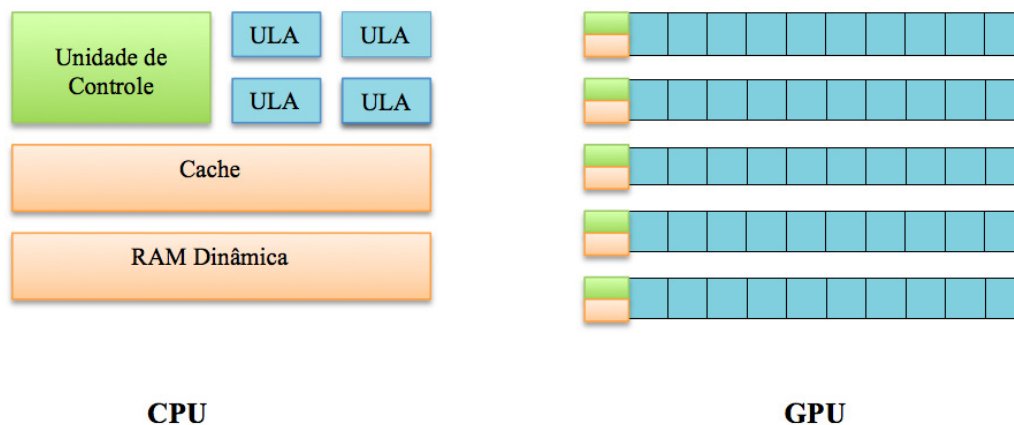 Unidade de
Controle
ULA
ULA
ULA
ULA
Cache
RAM Dinâmica
CPU
GPU